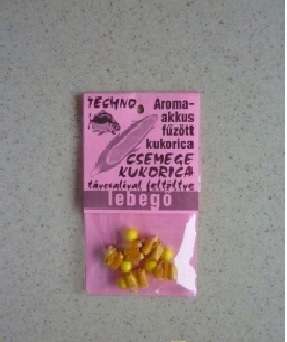 TECHNO
Aroma-
akkus
fűzött
kukorica
CSEMEGE
KUKORICA
lebegő